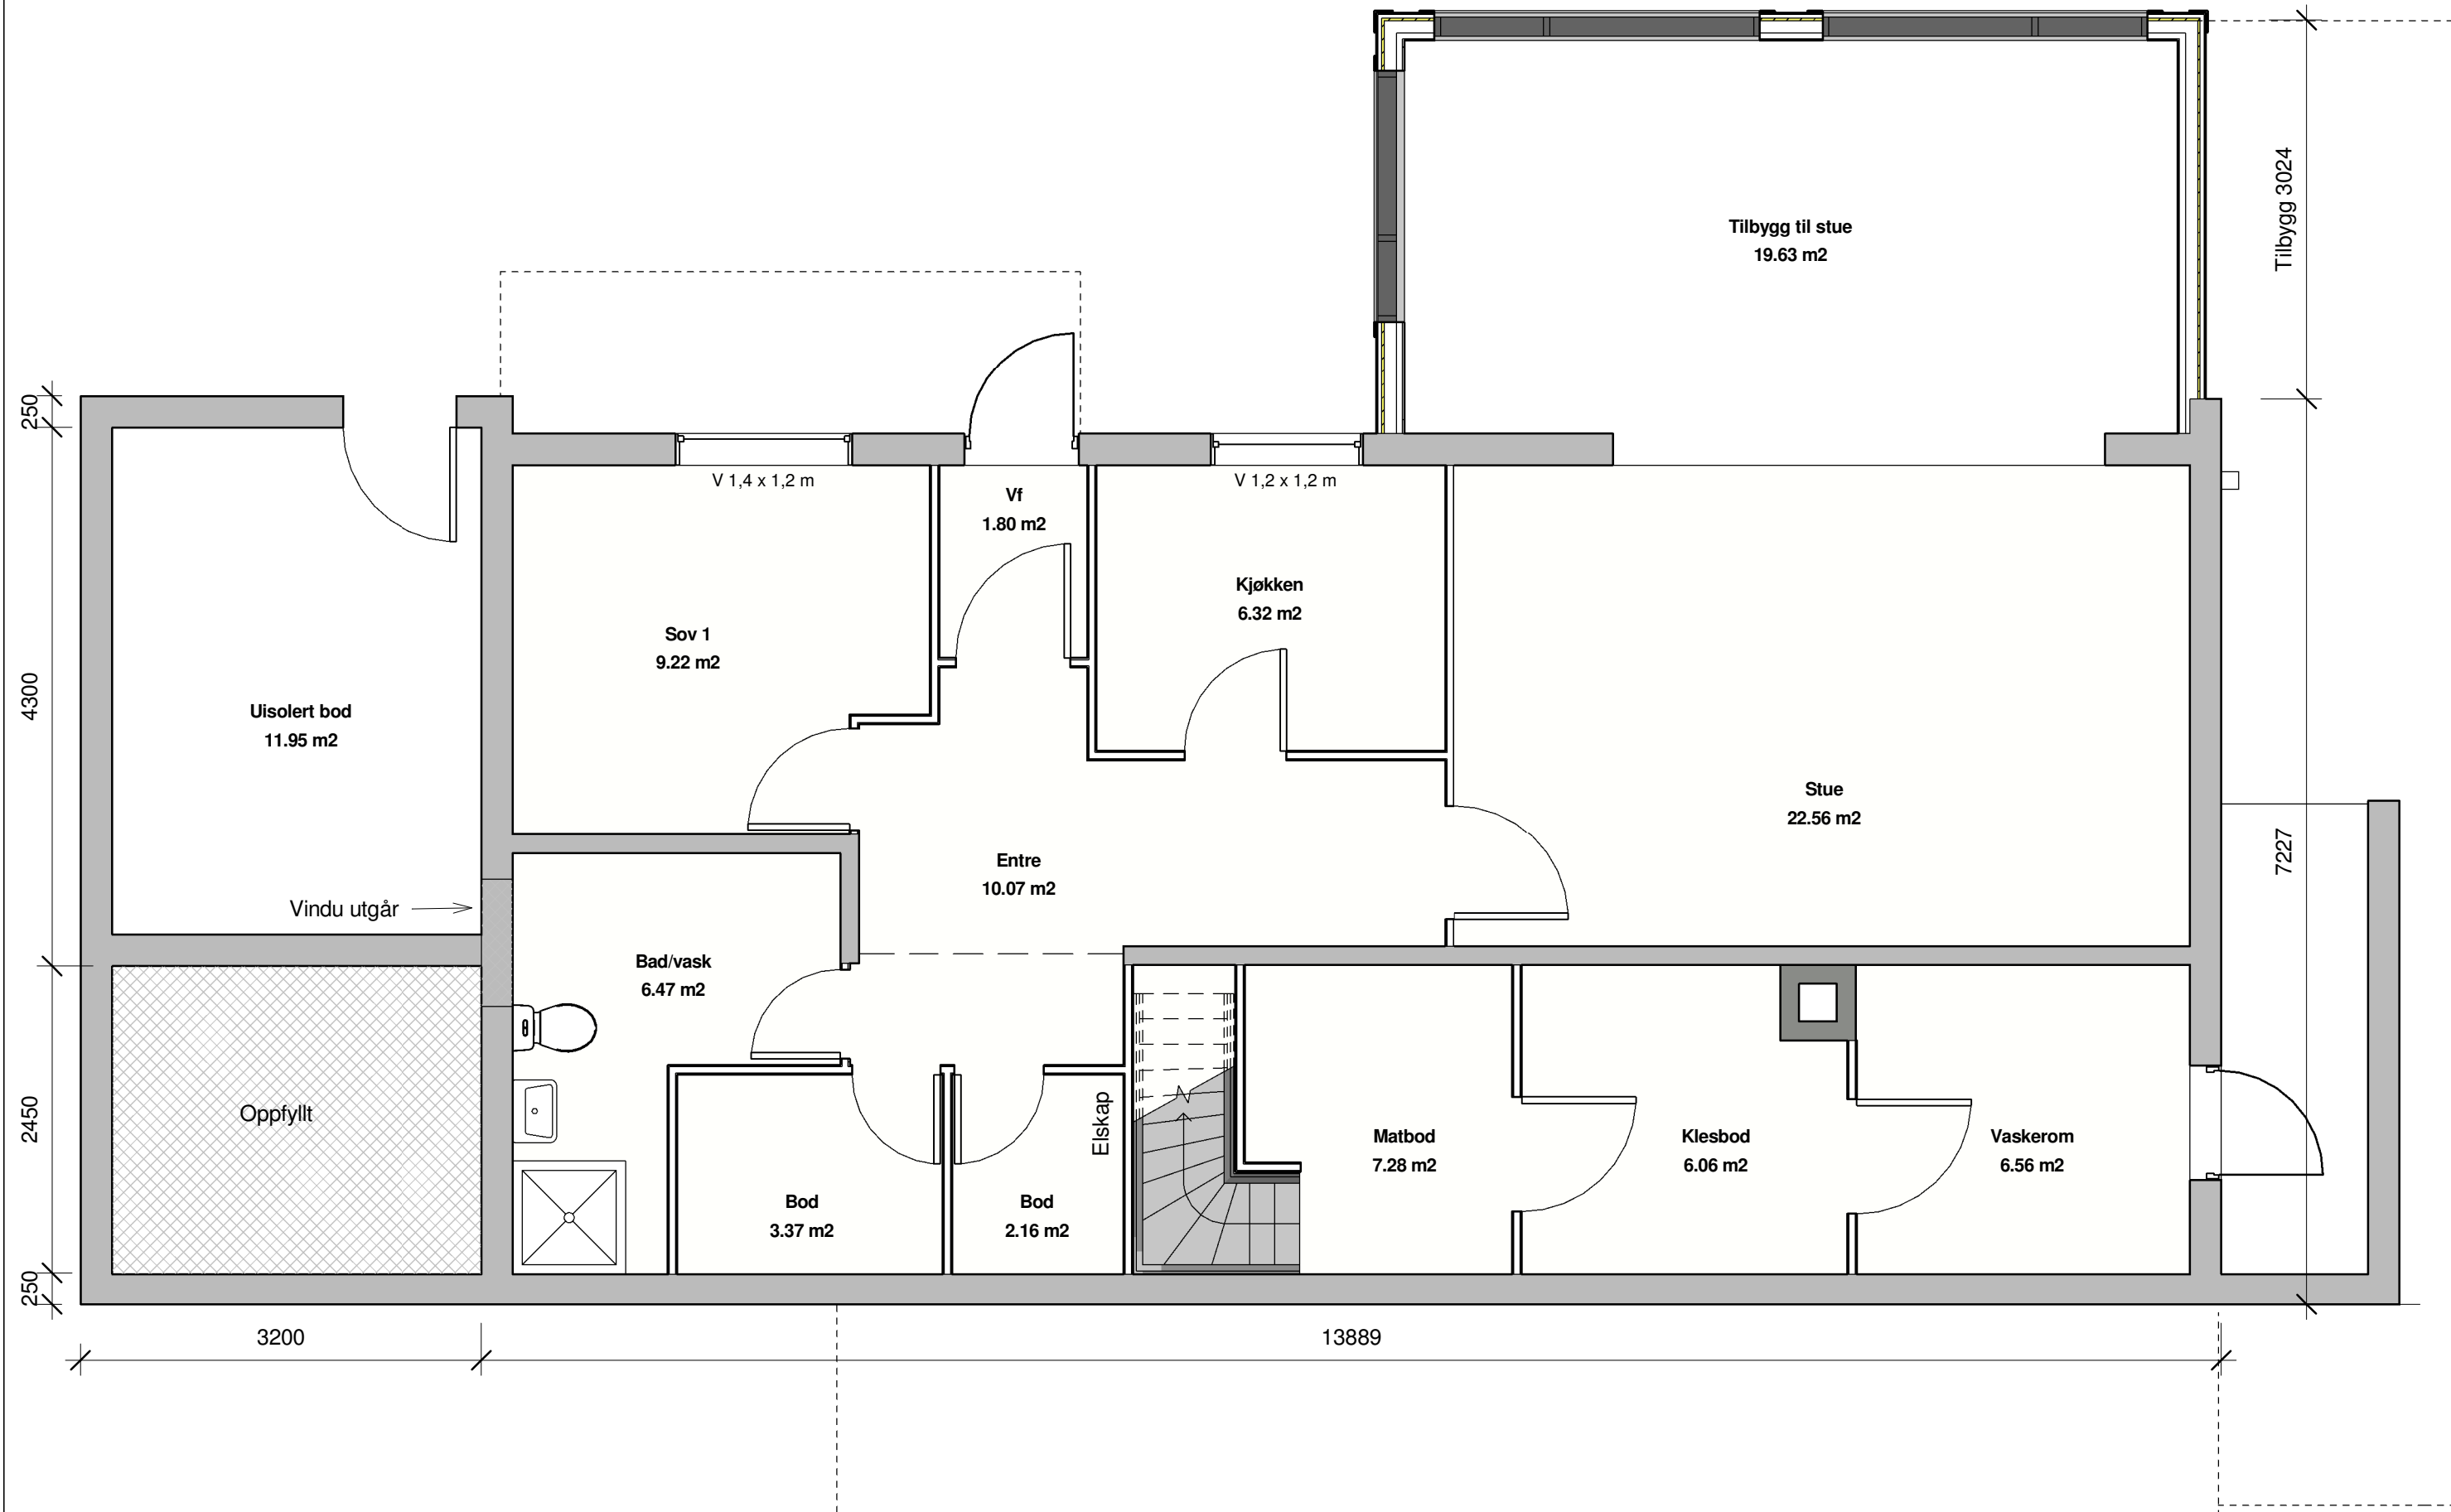 Tilbygg til stue
19.63 m2
Tilbygg 3024
250
V 1,4 x 1,2 m
Vf
1.80 m2
V 1,2 x 1,2 m
Kjøkken
6.32 m2
Sov 1
9.22 m2
4300
Uisolert bod
11.95 m2
Stue
22.56 m2
7227
Entre
10.07 m2
Vindu utgår
Bad/vask
6.47 m2
2450
Oppfyllt
Elskap
Matbod
7.28 m2
Klesbod
6.06 m2
Vaskerom
6.56 m2
Bod
3.37 m2
Bod
2.16 m2
250
3200
13889